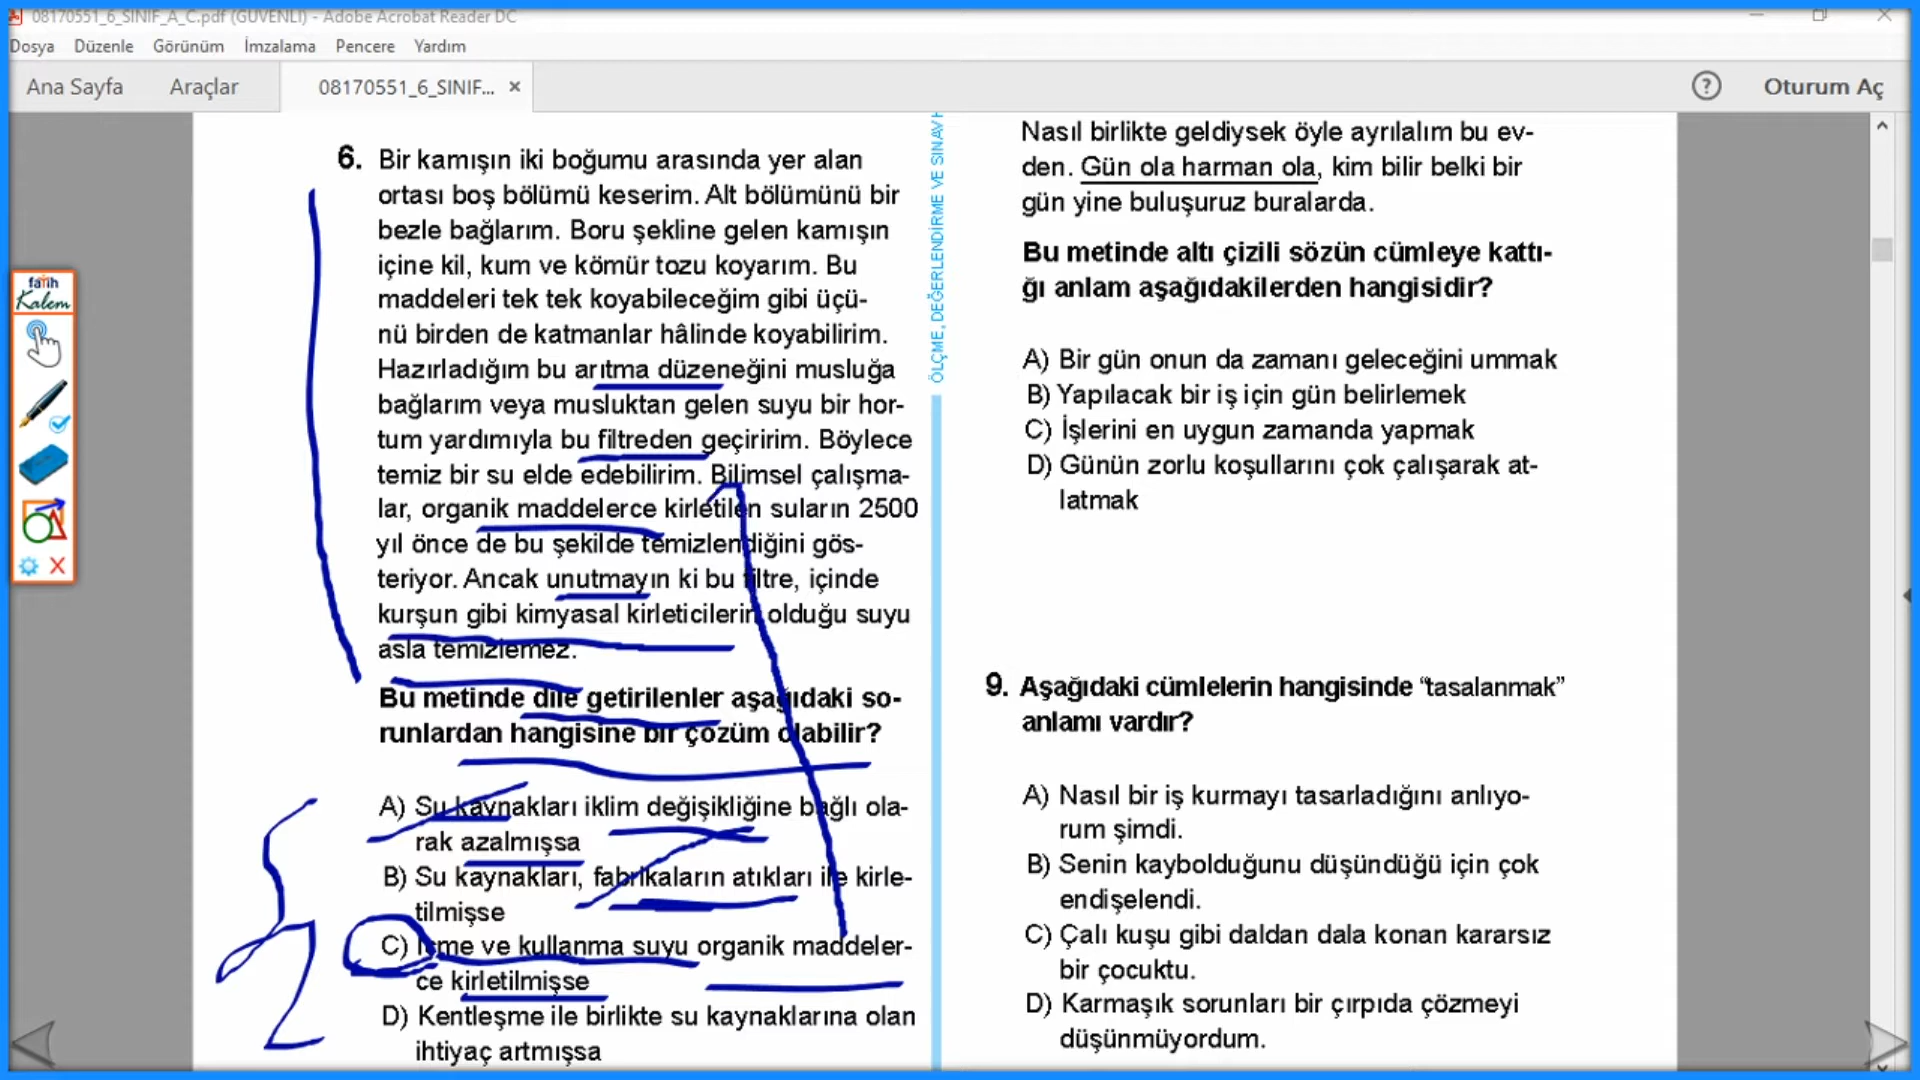 08170551_6_SINIF_A_C.pdf (GÜVENLİ) - Adobe Acrobat Reader DC
Dosya Düzenle Görünüm İmzalama Pencere Yardım
Ana Sayfa Araçlar 08170551_6_SINIF... × ? Oturum Aç
fatih
Kalem
6. Bir kamışın iki boğumu arasında yer alan
ortası boş bölümü keserim. Alt bölümünü bir
bezle bağlarım. Boru şekline gelen kamışın
içine kil, kum ve kömür tozu koyarım. Bu
maddeleri tek tek koyabileceğim gibi üçü-
nü birden de katmanlar hâlinde koyabilirim.
Hazırladığım bu arıtma düzeneğini musluğa
bağlarım veya musluktan gelen suyu bir hor-
tum yardımıyla bu filtreden geçiririm. Böylece
temiz bir su elde edebilirim. Bilimsel çalışma-
lar, organik maddelerce kirletilen suların 2500
yıl önce de bu şekilde temizlendiğini gös-
teriyor. Ancak unutmayın ki bu filtre, içinde
kurşun gibi kimyasal kirleticilerin olduğu suyu
asla temizlemez.
Bu metinde dile getirilenler aşağıdaki so-
runlardan hangisine bir çözüm olabilir?
A) Su kaynakları iklim değişikliğine bağlı ola-
rak azalmışsa
B) Su kaynakları, fabrikaların atıkları ile kirle-
tilmişse
C) İçme ve kullanma suyu organik maddeler-
ce kirletilmişse
D) Kentleşme ile birlikte su kaynaklarına olan
ihtiyaç artmışsa
ÖLÇME, DEĞERLENDİRME VE SINAV
Nasıl birlikte geldiysek öyle ayrılalım bu ev-
den. Gün ola harman ola, kim bilir belki bir
gün yine buluşuruz buralarda.
Bu metinde altı çizili sözün cümleye kattı-
ğı anlam aşağıdakilerden hangisidir?
A) Bir gün onun da zamanı geleceğini ummak
B) Yapılacak bir iş için gün belirlemek
C) İşlerini en uygun zamanda yapmak
D) Günün zorlu koşullarını çok çalışarak at-
latmak
9. Aşağıdaki cümlelerin hangisinde “tasalanmak”
anlamı vardır?
A) Nasıl bir iş kurmayı tasarladığını anlıyo-
rum şimdi.
B) Senin kaybolduğunu düşündüğü için çok
endişelendi.
C) Çalı kuşu gibi daldan dala konan kararsız
bir çocuktu.
D) Karmaşık sorunları bir çırpıda çözmeyi
düşünmüyordum.